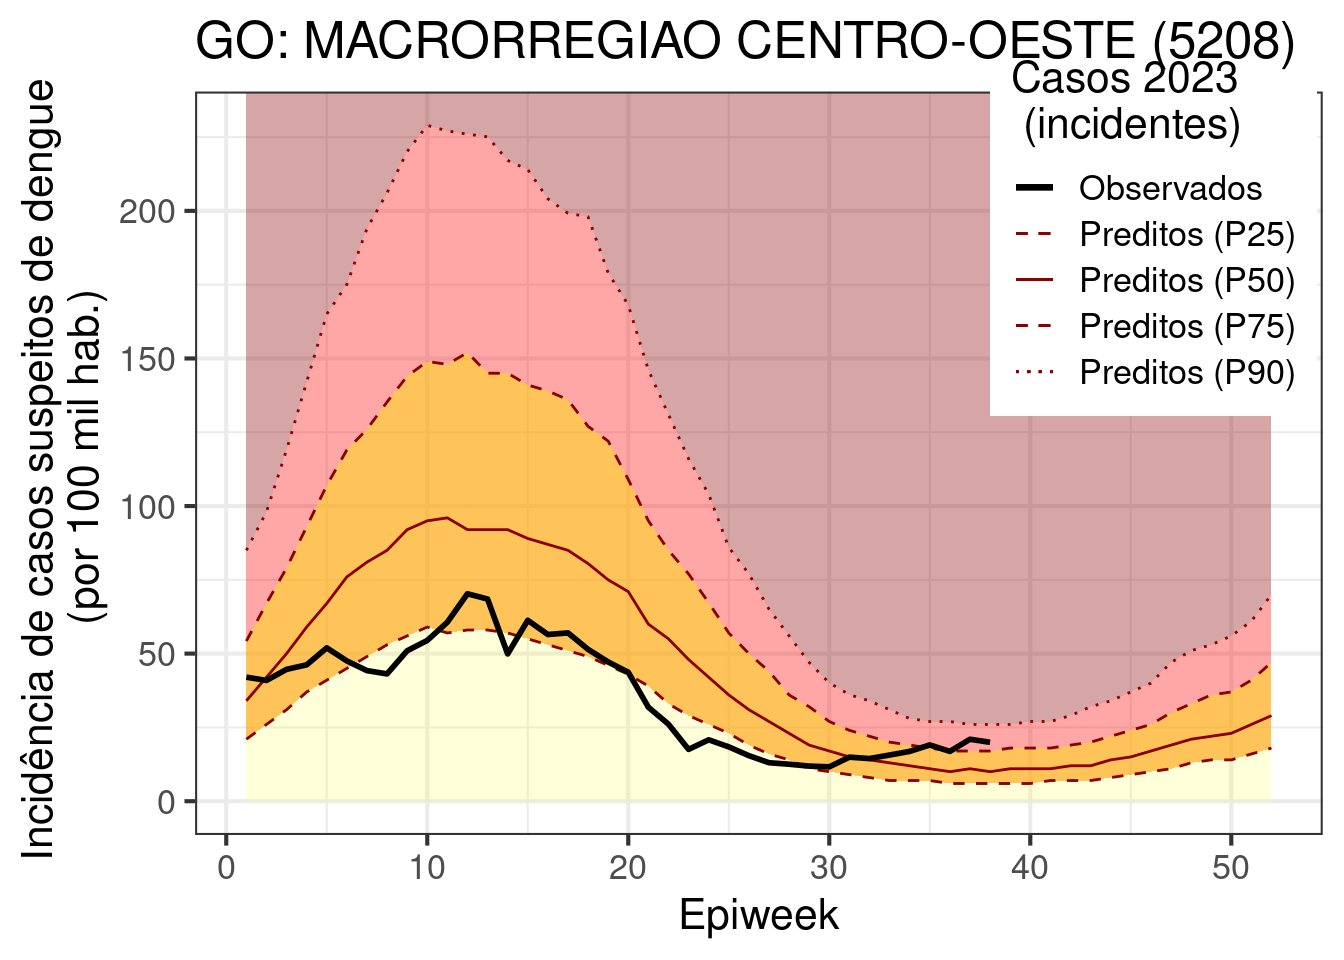 GO: MACRORREGIAO CENTRO-OESTE (5208)
Casos 2023
(incidentes)
Observados
Preditos (P25)
Preditos (P50)
Preditos (P75)
Preditos (P90)
Incidência de casos suspeitos de dengue
(por 100 mil hab.)
200
150
100
50
0
0 10 20 30 40 50
Epiweek